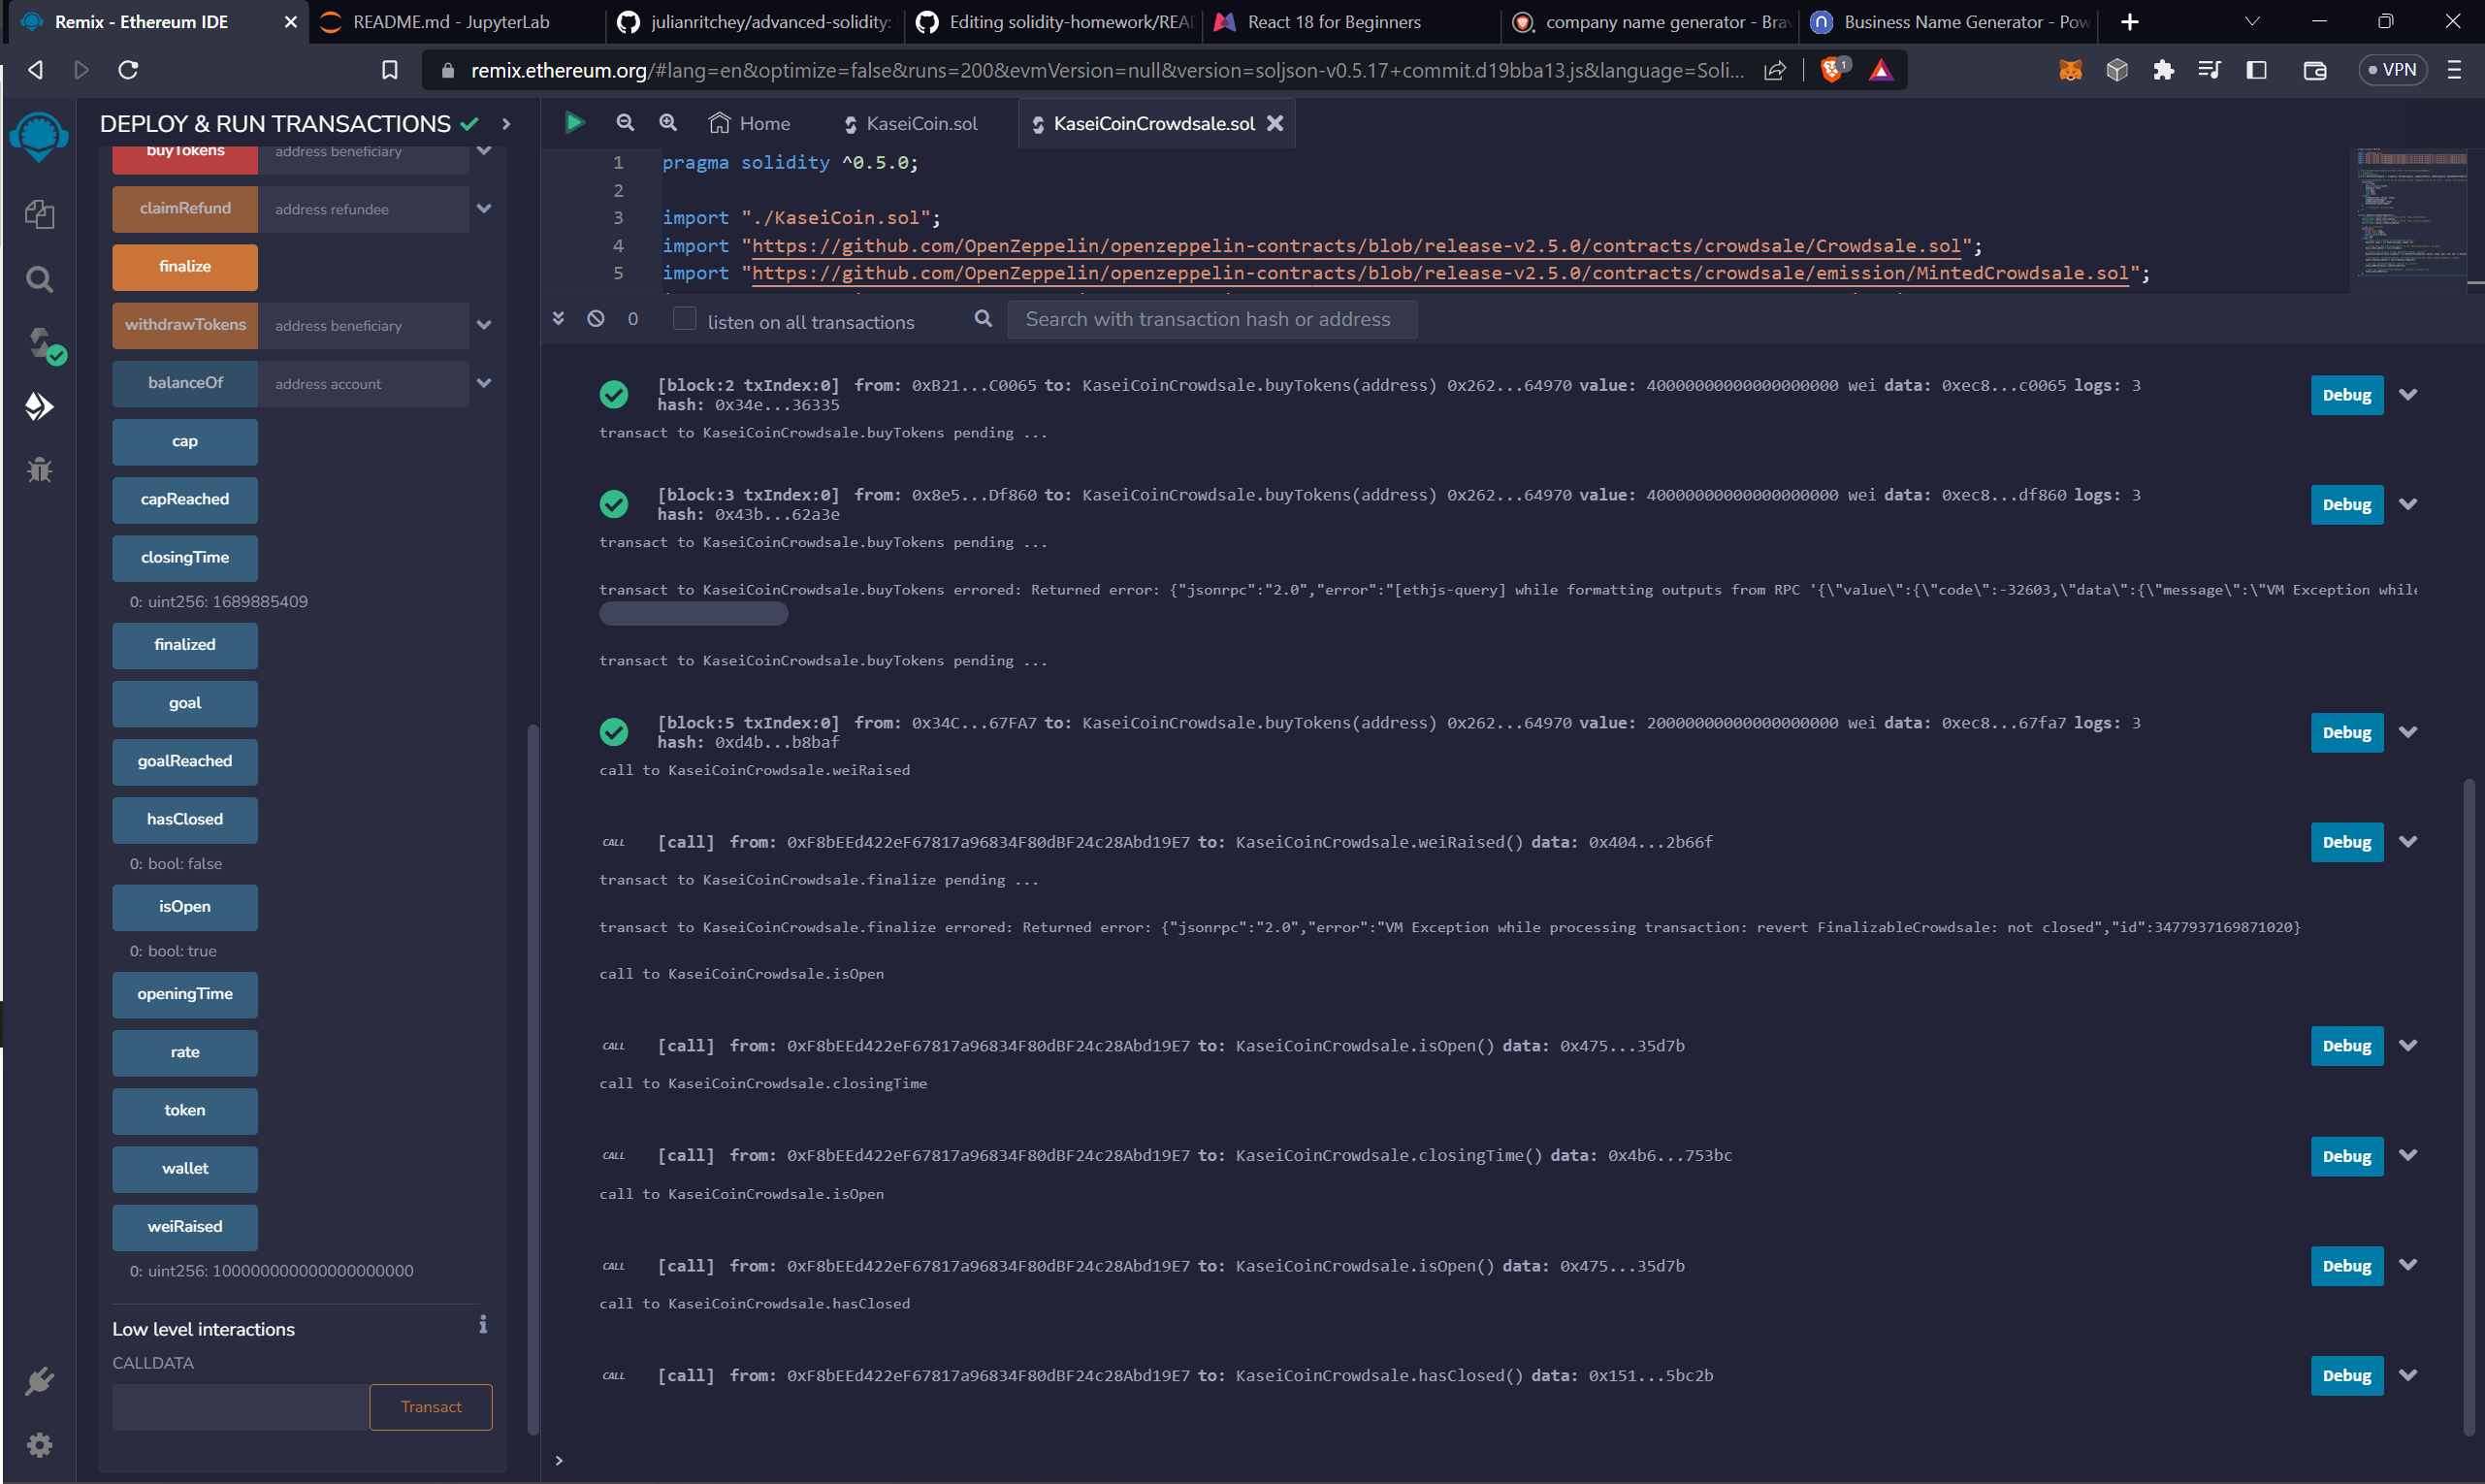 Remix - Ethereum IDE
README.md - JupyterLab
julianritchey/advanced-solidity:
Editing solidity-homework/REA
React 18 for Beginners
company name generator - Bra
Business Name Generator - Pow
remix.ethereum.org/#lang=en&optimize=false&runs=200&evmVersion=null&version=soljson-v0.5.17+commit.d19bba13.js&language=Soli...
1
VPN
DEPLOY & RUN TRANSACTIONS
buyTokens address beneficiary
claimRefund address refundee
finalize
withdrawTokens address beneficiary
balanceOf address account
cap
capReached
closingTime
0: uint256: 1689885409
finalized
goal
goalReached
hasClosed
0: bool: false
isOpen
0: bool: true
openingTime
rate
token
wallet
weiRaised
0: uint256: 100000000000000000000
Low level interactions
i
CALLDATA
Transact
Home
KaseiCoin.sol
KaseiCoinCrowdsale.sol
1 pragma solidity ^0.5.0;
2
3 import "./KaseiCoin.sol";
4 import "https://github.com/OpenZeppelin/openzeppelin-contracts/blob/release-v2.5.0/contracts/crowdsale/Crowdsale.sol";
5 import "https://github.com/OpenZeppelin/openzeppelin-contracts/blob/release-v2.5.0/contracts/crowdsale/emission/MintedCrowdsale.sol";
0 listen on all transactions Search with transaction hash or address
[block:2 txIndex:0] from: 0xB21...C0065 to: KaseiCoinCrowdsale.buyTokens(address) 0x262...64970 value: 40000000000000000000 wei data: 0xec8...c0065 logs: 3
hash: 0x34e...36335
Debug
transact to KaseiCoinCrowdsale.buyTokens pending ...
[block:3 txIndex:0] from: 0x8e5...Df860 to: KaseiCoinCrowdsale.buyTokens(address) 0x262...64970 value: 40000000000000000000 wei data: 0xec8...df860 logs: 3
hash: 0x43b...62a3e
Debug
transact to KaseiCoinCrowdsale.buyTokens pending ...
transact to KaseiCoinCrowdsale.buyTokens errored: Returned error: {"jsonrpc":"2.0","error":"[ethjs-query] while formatting outputs from RPC '{\"value\":{\"code\":-32603,\"data\":{\"message\":\"VM Exception while
transact to KaseiCoinCrowdsale.buyTokens pending ...
[block:5 txIndex:0] from: 0x34C...67FA7 to: KaseiCoinCrowdsale.buyTokens(address) 0x262...64970 value: 20000000000000000000 wei data: 0xec8...67fa7 logs: 3
hash: 0xd4b...b8baf
Debug
call to KaseiCoinCrowdsale.weiRaised
CALL [call] from: 0xF8bEEd422eF67817a96834F80dBF24c28Abd19E7 to: KaseiCoinCrowdsale.weiRaised() data: 0x404...2b66f
Debug
transact to KaseiCoinCrowdsale.finalize pending ...
transact to KaseiCoinCrowdsale.finalize errored: Returned error: {"jsonrpc":"2.0","error":"VM Exception while processing transaction: revert FinalizableCrowdsale: not closed","id":3477937169871020}
call to KaseiCoinCrowdsale.isOpen
CALL [call] from: 0xF8bEEd422eF67817a96834F80dBF24c28Abd19E7 to: KaseiCoinCrowdsale.isOpen() data: 0x475...35d7b
Debug
call to KaseiCoinCrowdsale.closingTime
CALL [call] from: 0xF8bEEd422eF67817a96834F80dBF24c28Abd19E7 to: KaseiCoinCrowdsale.closingTime() data: 0x4b6...753bc
Debug
call to KaseiCoinCrowdsale.isOpen
CALL [call] from: 0xF8bEEd422eF67817a96834F80dBF24c28Abd19E7 to: KaseiCoinCrowdsale.isOpen() data: 0x475...35d7b
Debug
call to KaseiCoinCrowdsale.hasClosed
CALL [call] from: 0xF8bEEd422eF67817a96834F80dBF24c28Abd19E7 to: KaseiCoinCrowdsale.hasClosed() data: 0x151...5bc2b
Debug
>